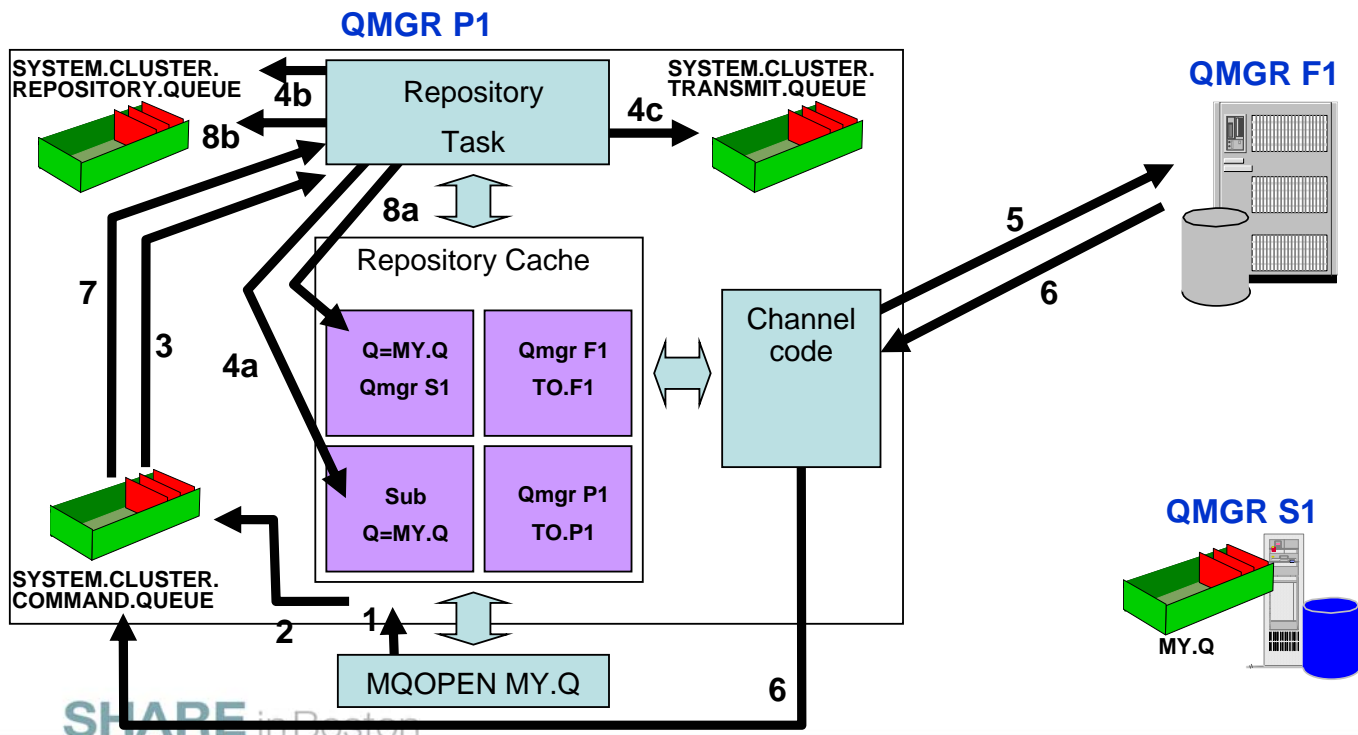 QMGR P1
SYSTEM.CLUSTER.
REPOSITORY.QUEUE
4b
8b
Repository
Task
4c
SYSTEM.CLUSTER.
TRANSMIT.QUEUE
QMGR F1
8a
5
6
7
3
4a
Repository Cache
Q=MY.Q
Qmgr S1
Qmgr F1
TO.F1
Sub
Q=MY.Q
Qmgr P1
TO.P1
Channel
code
QMGR S1
MY.Q
SYSTEM.CLUSTER.
COMMAND.QUEUE
2
1
MQOPEN MY.Q
6
SHARE in Boston